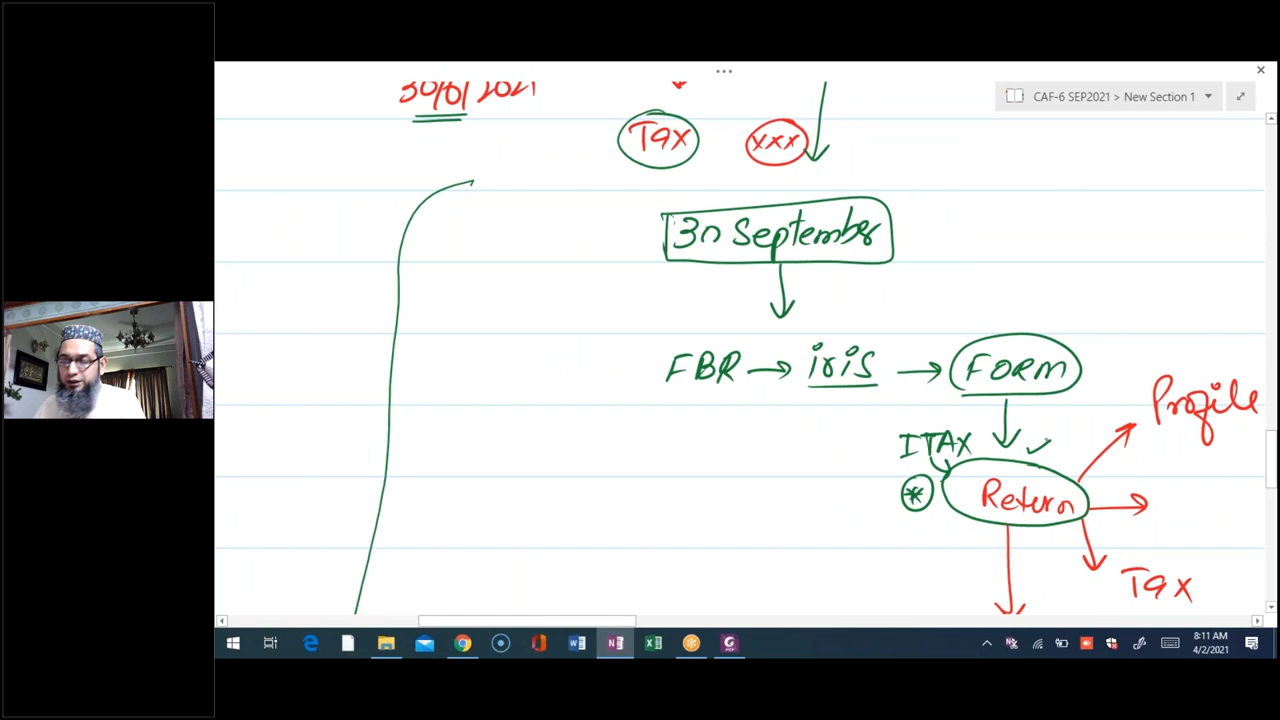 CAF-6 SEP2021 > New Section 1
Tax xxx
30 September
FBR → iris → FORM
Profile
ITAX
* Return
Tax
8:11 AM
4/2/2021